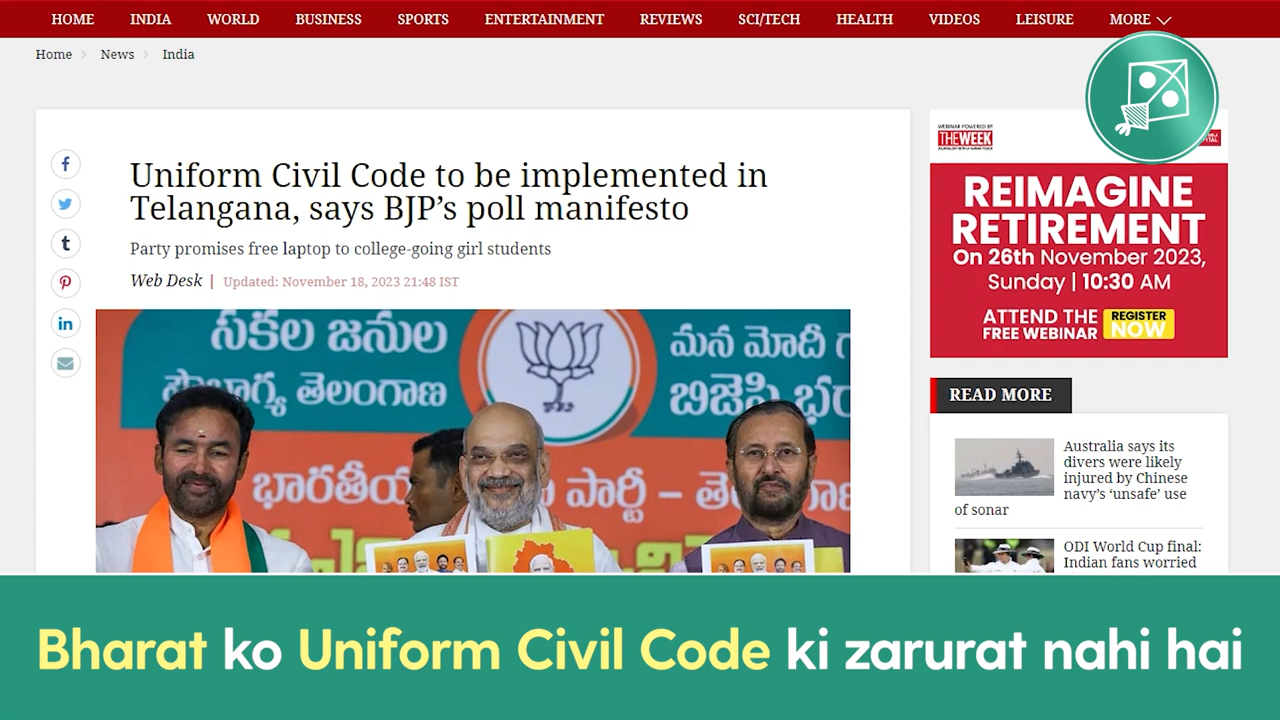 HOME INDIA WORLD BUSINESS SPORTS ENTERTAINMENT REVIEWS SCI/TECH HEALTH VIDEOS LEISURE MORE
Home News India
Uniform Civil Code to be implemented in
Telangana, says BJP's poll manifesto
Party promises free laptop to college-going girl students
Web Desk | Updated: November 18, 2023 21:48 IST
సకల జనుల
సౌభాగ్య తెలంగాణ
మన మోదీ
బిజెపి
భారతీయ
పార్టీ –
WEBINAR POWERED BY
THE WEEK
REIMAGINE
RETIREMENT
On 26th November 2023,
Sunday | 10:30 AM
ATTEND THE
FREE WEBINAR
REGISTER
NOW
READ MORE
Australia says its
divers were likely
injured by Chinese
navy's 'unsafe' use
of sonar
ODI World Cup final:
Indian fans worried
Bharat ko Uniform Civil Code ki zarurat nahi hai